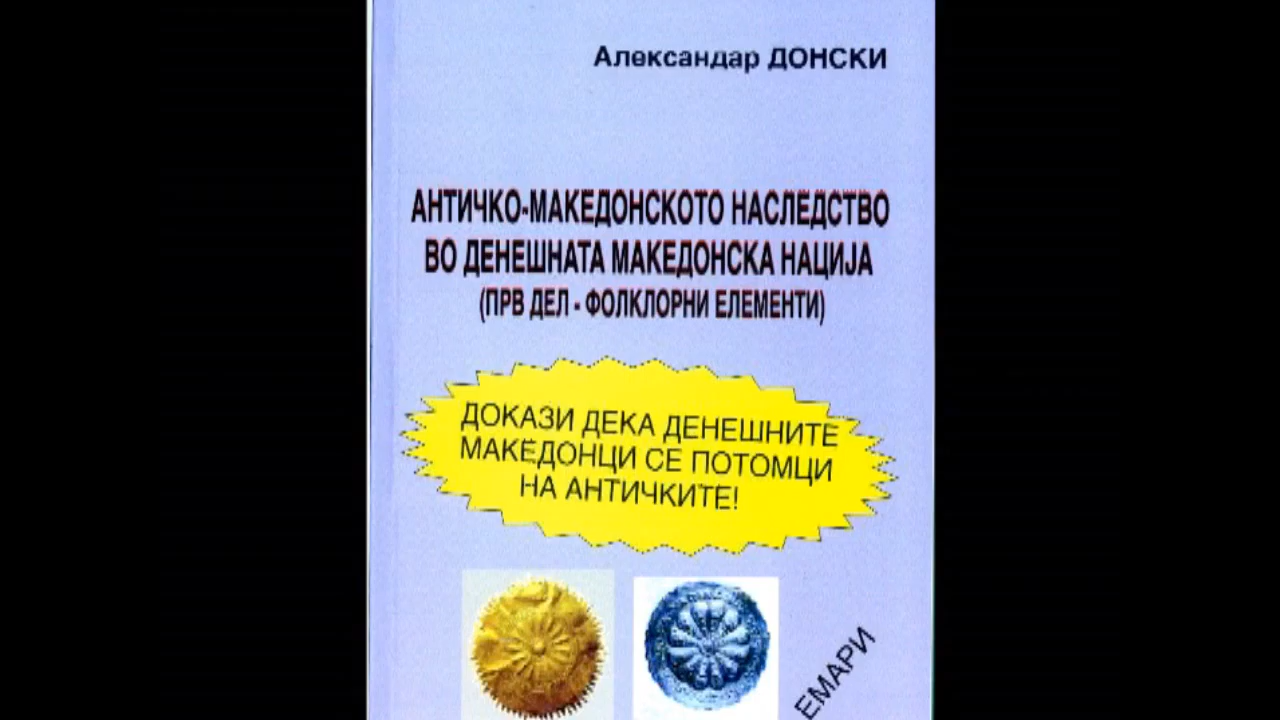 Александар ДОНСКИ
АНТИЧКО-МАКЕДОНСКОТО НАСЛЕДСТВО
ВО ДЕНЕШНАТА МАКЕДОНСКА НАЦИЈА
(ПРВ ДЕЛ - ФОЛКЛОРНИ ЕЛЕМЕНТИ)
ДОКАЗИ ДЕКА ДЕНЕШНИТЕ
МАКЕДОНЦИ СЕ ПОТОМЦИ
НА АНТИЧКИТЕ!
ЕМАРИ